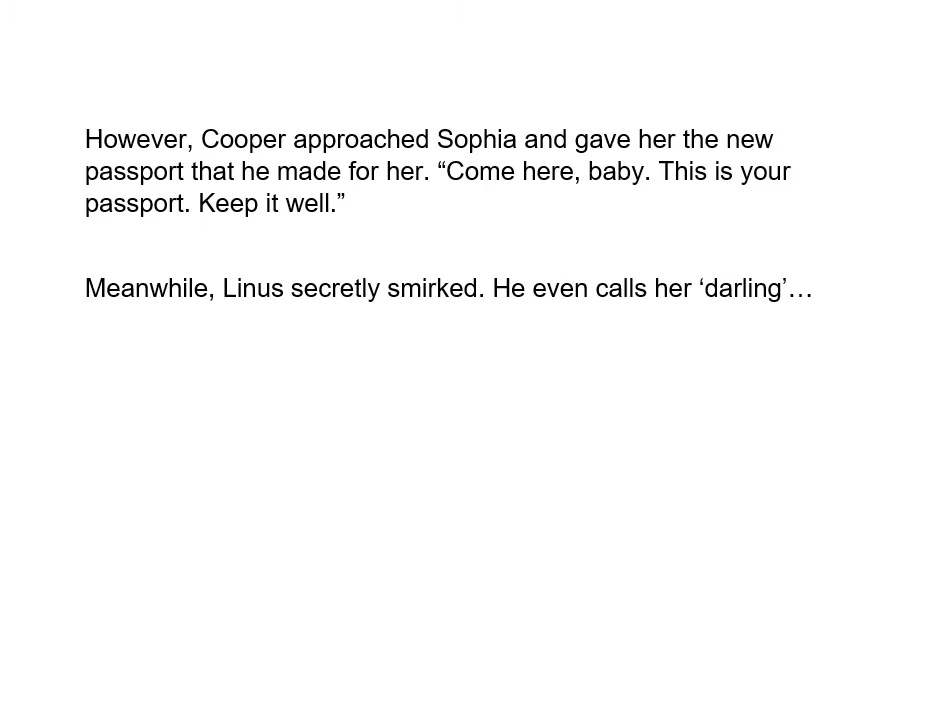 However, Cooper approached Sophia and gave her the new
passport that he made for her. “Come here, baby. This is your
passport. Keep it well.”
Meanwhile, Linus secretly smirked. He even calls her ‘darling’…